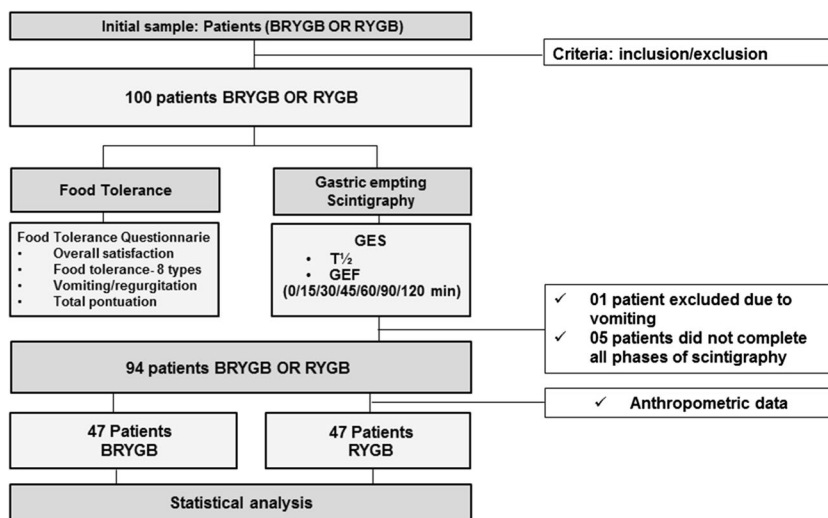 Initial sample: Patients (BRYGB OR RYGB)
Criteria: inclusion/exclusion
100 patients BRYGB OR RYGB
Food Tolerance
Gastric empting
Scintigraphy
Food Tolerance Questionnarie
• Overall satisfaction
• Food tolerance- 8 types
• Vomiting/regurgitation
• Total pontuation
GES
• T½
• GEF
(0/15/30/45/60/90/120 min)
✓ 01 patient excluded due to
vomiting
✓ 05 patients did not complete
all phases of scintigraphy
94 patients BRYGB OR RYGB
✓ Anthropometric data
47 Patients
BRYGB
47 Patients
RYGB
Statistical analysis